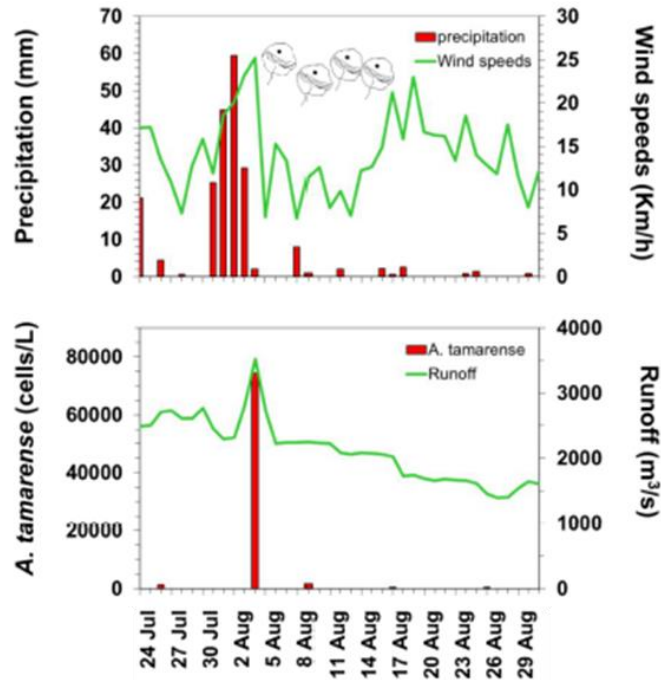 Precipitation (mm)
70
60
50
40
30
20
10
0
precipitation
Wind speeds
30
25
20
15
10
5
0
Wind speeds (Km/h)
A. tamarense (cells/L)
80000
60000
40000
20000
0
A. tamarense
Runoff
4000
3000
2000
1000
0
Runoff (m³/s)
24 Jul
27 Jul
30 Jul
2 Aug
5 Aug
8 Aug
11 Aug
14 Aug
17 Aug
20 Aug
23 Aug
26 Aug
29 Aug